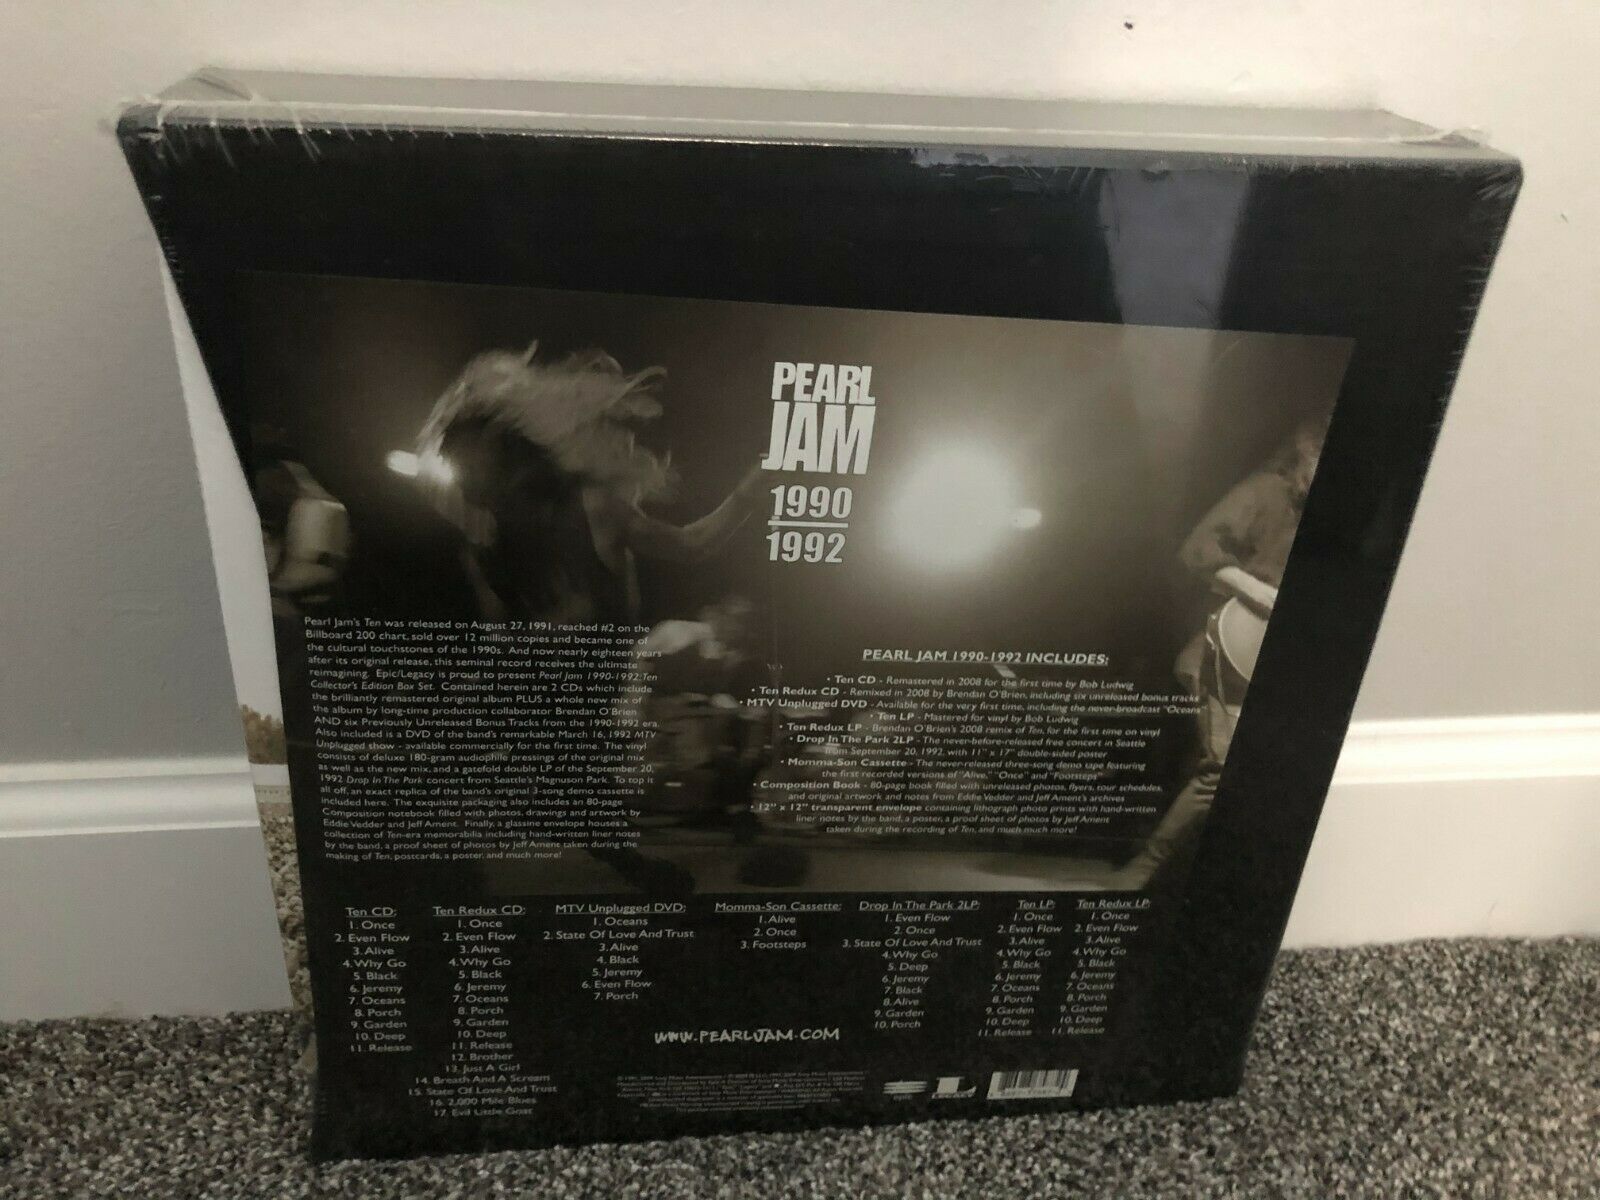 PEARL
JAM
1990
1992
Pearl Jam's Ten was released on August 27, 1991, reached #2 on the
Billboard 200 chart, sold over 12 million copies and became one of
the cultural touchstones of the 1990s. And now nearly eighteen years
after its original release, this seminal record receives the ultimate
reimagining. Epic/Legacy is proud to present Pearl Jam 1990-1992:Ten
Collector's Edition Box Set. Contained herein are 2 CDs which include
the brilliantly remastered original album PLUS a whole new mix of
the album by long-time production collaborator Brendan O'Brien
AND six Previously Unreleased Bonus Tracks from the 1990-1992 era.
Also included is a DVD of the band's remarkable March 16, 1992 MTV
Unplugged show - available commercially for the first time. The vinyl
consists of deluxe 180-gram audiophile pressings of the original mix
as well as the new mix, and a gatefold double LP of the September 20,
1992 Drop In The Park concert from Seattle's Magnuson Park. To top it
all off, an exact replica of the band's original 3-song demo cassette is
included here. The exquisite packaging also includes an 80-page
Composition notebook filled with photos, drawings and artwork by
Eddie Vedder and Jeff Ament. Finally, a glassine envelope houses a
collection of Ten-era memorabilia including hand-written liner notes
by the band, a proof sheet of photos by Jeff Ament taken during the
making of Ten, postcards, a poster, and much more!
PEARL JAM 1990-1992 INCLUDES:
• Ten CD - Remastered in 2008 for the first time by Bob Ludwig
• Ten Redux CD - Remixed in 2008 by Brendan O'Brien, including six unreleased bonus tracks
• MTV Unplugged DVD - Available for the very first time, including the never-broadcast "Oceans"
• Ten LP - Mastered for vinyl by Bob Ludwig
• Ten Redux LP - Brendan O'Brien's 2008 remix of Ten, for the first time on vinyl
• Drop In The Park 2LP - The never-before-released free concert in Seattle
from September 20, 1992, with 11" x 17" double-sided poster
• Momma-Son Cassette - The never-released three-song demo tape featuring
the first recorded versions of "Alive," "Once" and "Footsteps"
• Composition Book - 80-page book filled with unreleased photos, flyers, tour schedules,
and original artwork and notes from Eddie Vedder and Jeff Ament's archives
• 12" x 12" transparent envelope containing lithograph photo prints with hand-written
liner notes by the band, a poster, a proof sheet of photos by Jeff Ament
taken during the recording of Ten, and much much more!
Ten CD:
1. Once
2. Even Flow
3. Alive
4. Why Go
5. Black
6. Jeremy
7. Oceans
8. Porch
9. Garden
10. Deep
11. Release
Ten Redux CD:
1. Once
2. Even Flow
3. Alive
4. Why Go
5. Black
6. Jeremy
7. Oceans
8. Porch
9. Garden
10. Deep
11. Release
12. Brother
13. Just A Girl
14. Breath And A Scream
15. State Of Love And Trust
16. 2,000 Mile Blues
17. Evil Little Goat
MTV Unplugged DVD:
1. Oceans
2. State Of Love And Trust
3. Alive
4. Black
5. Jeremy
6. Even Flow
7. Porch
Momma-Son Cassette:
1. Alive
2. Once
3. Footsteps
Drop In The Park 2LP:
1. Even Flow
2. Once
3. State Of Love And Trust
4. Why Go
5. Deep
6. Jeremy
7. Black
8. Alive
9. Garden
10. Porch
Ten LP:
1. Once
2. Even Flow
3. Alive
4. Why Go
5. Black
6. Jeremy
7. Oceans
8. Porch
9. Garden
10. Deep
11. Release
Ten Redux LP:
1. Once
2. Even Flow
3. Alive
4. Why Go
5. Black
6. Jeremy
7. Oceans
8. Porch
9. Garden
10. Deep
11. Release
WWW.PEARLJAM.COM